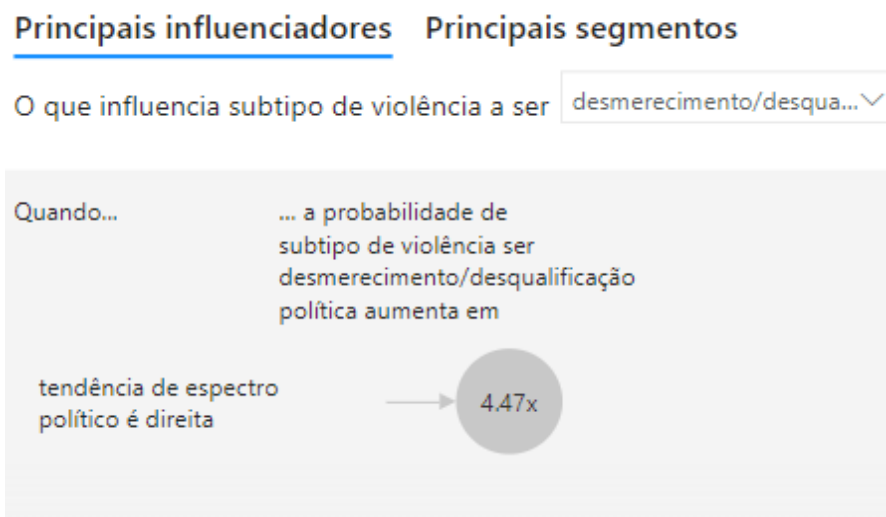 Principais influenciadores Principais segmentos
O que influencia subtipo de violência a ser desmerecimento/desqua...
Quando... ... a probabilidade de
subtipo de violência ser
desmerecimento/desqualificação
política aumenta em
tendência de espectro
político é direita
4.47x